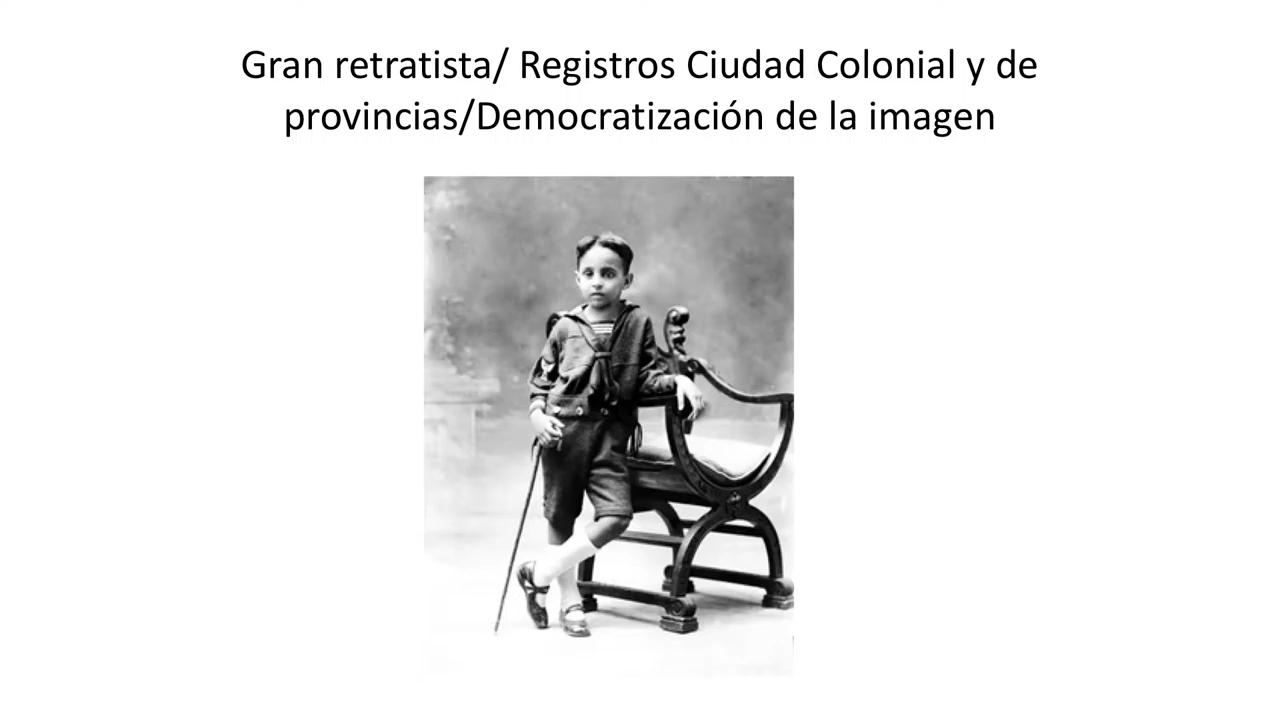 Gran retratista/ Registros Ciudad Colonial y de
provincias/Democratización de la imagen